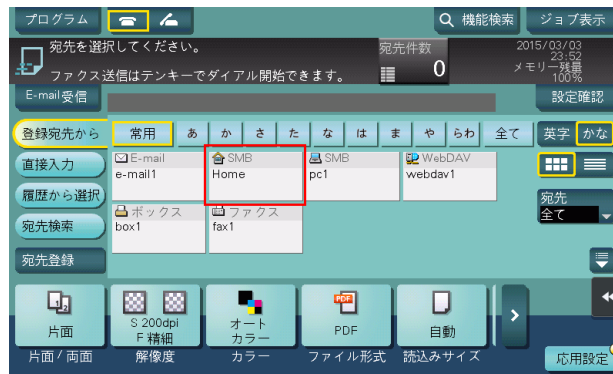 プログラム
機能検索
ジョブ表示
宛先を選択してください。
ファクス送信はテンキーでダイアル開始できます。
宛先件数
0
2015/03/03
23:52
メモリー残量
100%
E-mail受信
設定確認
登録宛先から
常用 あ か さ た な は ま や らわ 全て
英字 かな
直接入力
E-mail
e-mail1
SMB
Home
SMB
pc1
WebDAV
webdav1
履歴から選択
宛先
全て
ボックス
box1
ファクス
fax1
宛先検索
宛先登録
片面
S 200dpi
F 精細
オート
カラー
PDF
自動
片面 / 両面
解像度
カラー
ファイル形式
読込みサイズ
応用設定